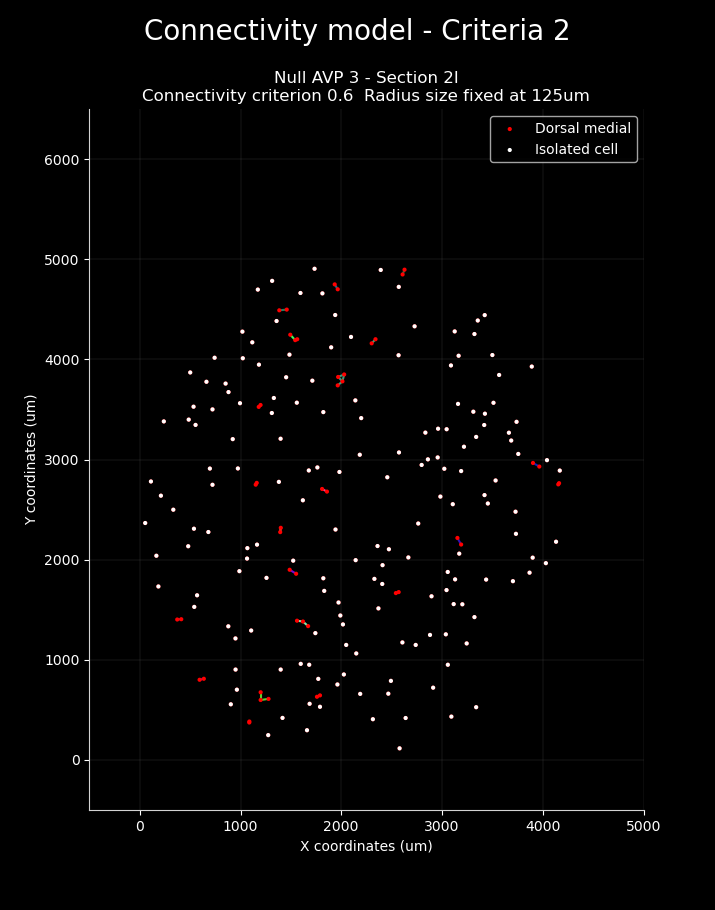 Connectivity model - Criteria 2
Null AVP 3 - Section 2l
Connectivity criterion 0.6  Radius size fixed at 125um
Dorsal medial
Isolated cell
6000
5000
4000
3000
2000
1000
0
Y coordinates (um)
0 1000 2000 3000 4000 5000
X coordinates (um)